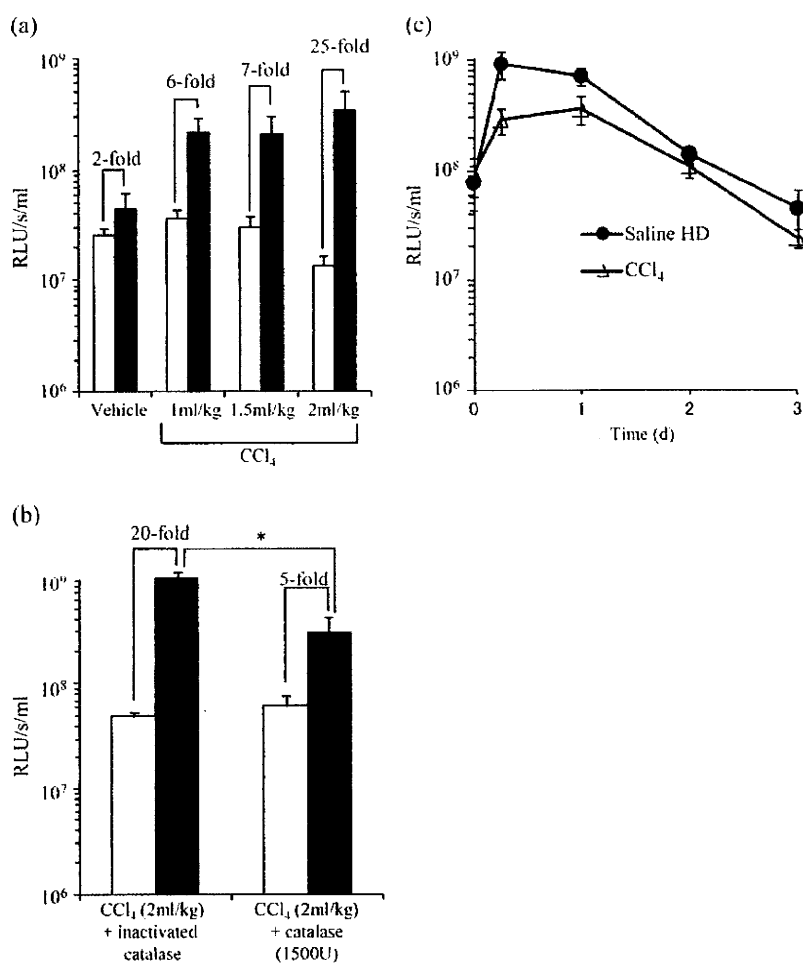 (a)
10⁹
10⁸
10⁷
10⁶
RLU/s/ml
2-fold
6-fold
7-fold
25-fold
Vehicle
1ml/kg
1.5ml/kg
2ml/kg
CCl₄
(c)
10⁹
10⁸
10⁷
10⁶
RLU/s/ml
Saline HD
CCl₄
0
1
2
3
Time (d)
(b)
10⁹
10⁸
10⁷
10⁶
RLU/s/ml
20-fold
*
5-fold
CCl₄ (2ml/kg)
+ inactivated
catalase
CCl₄ (2ml/kg)
+ catalase
(1500U)